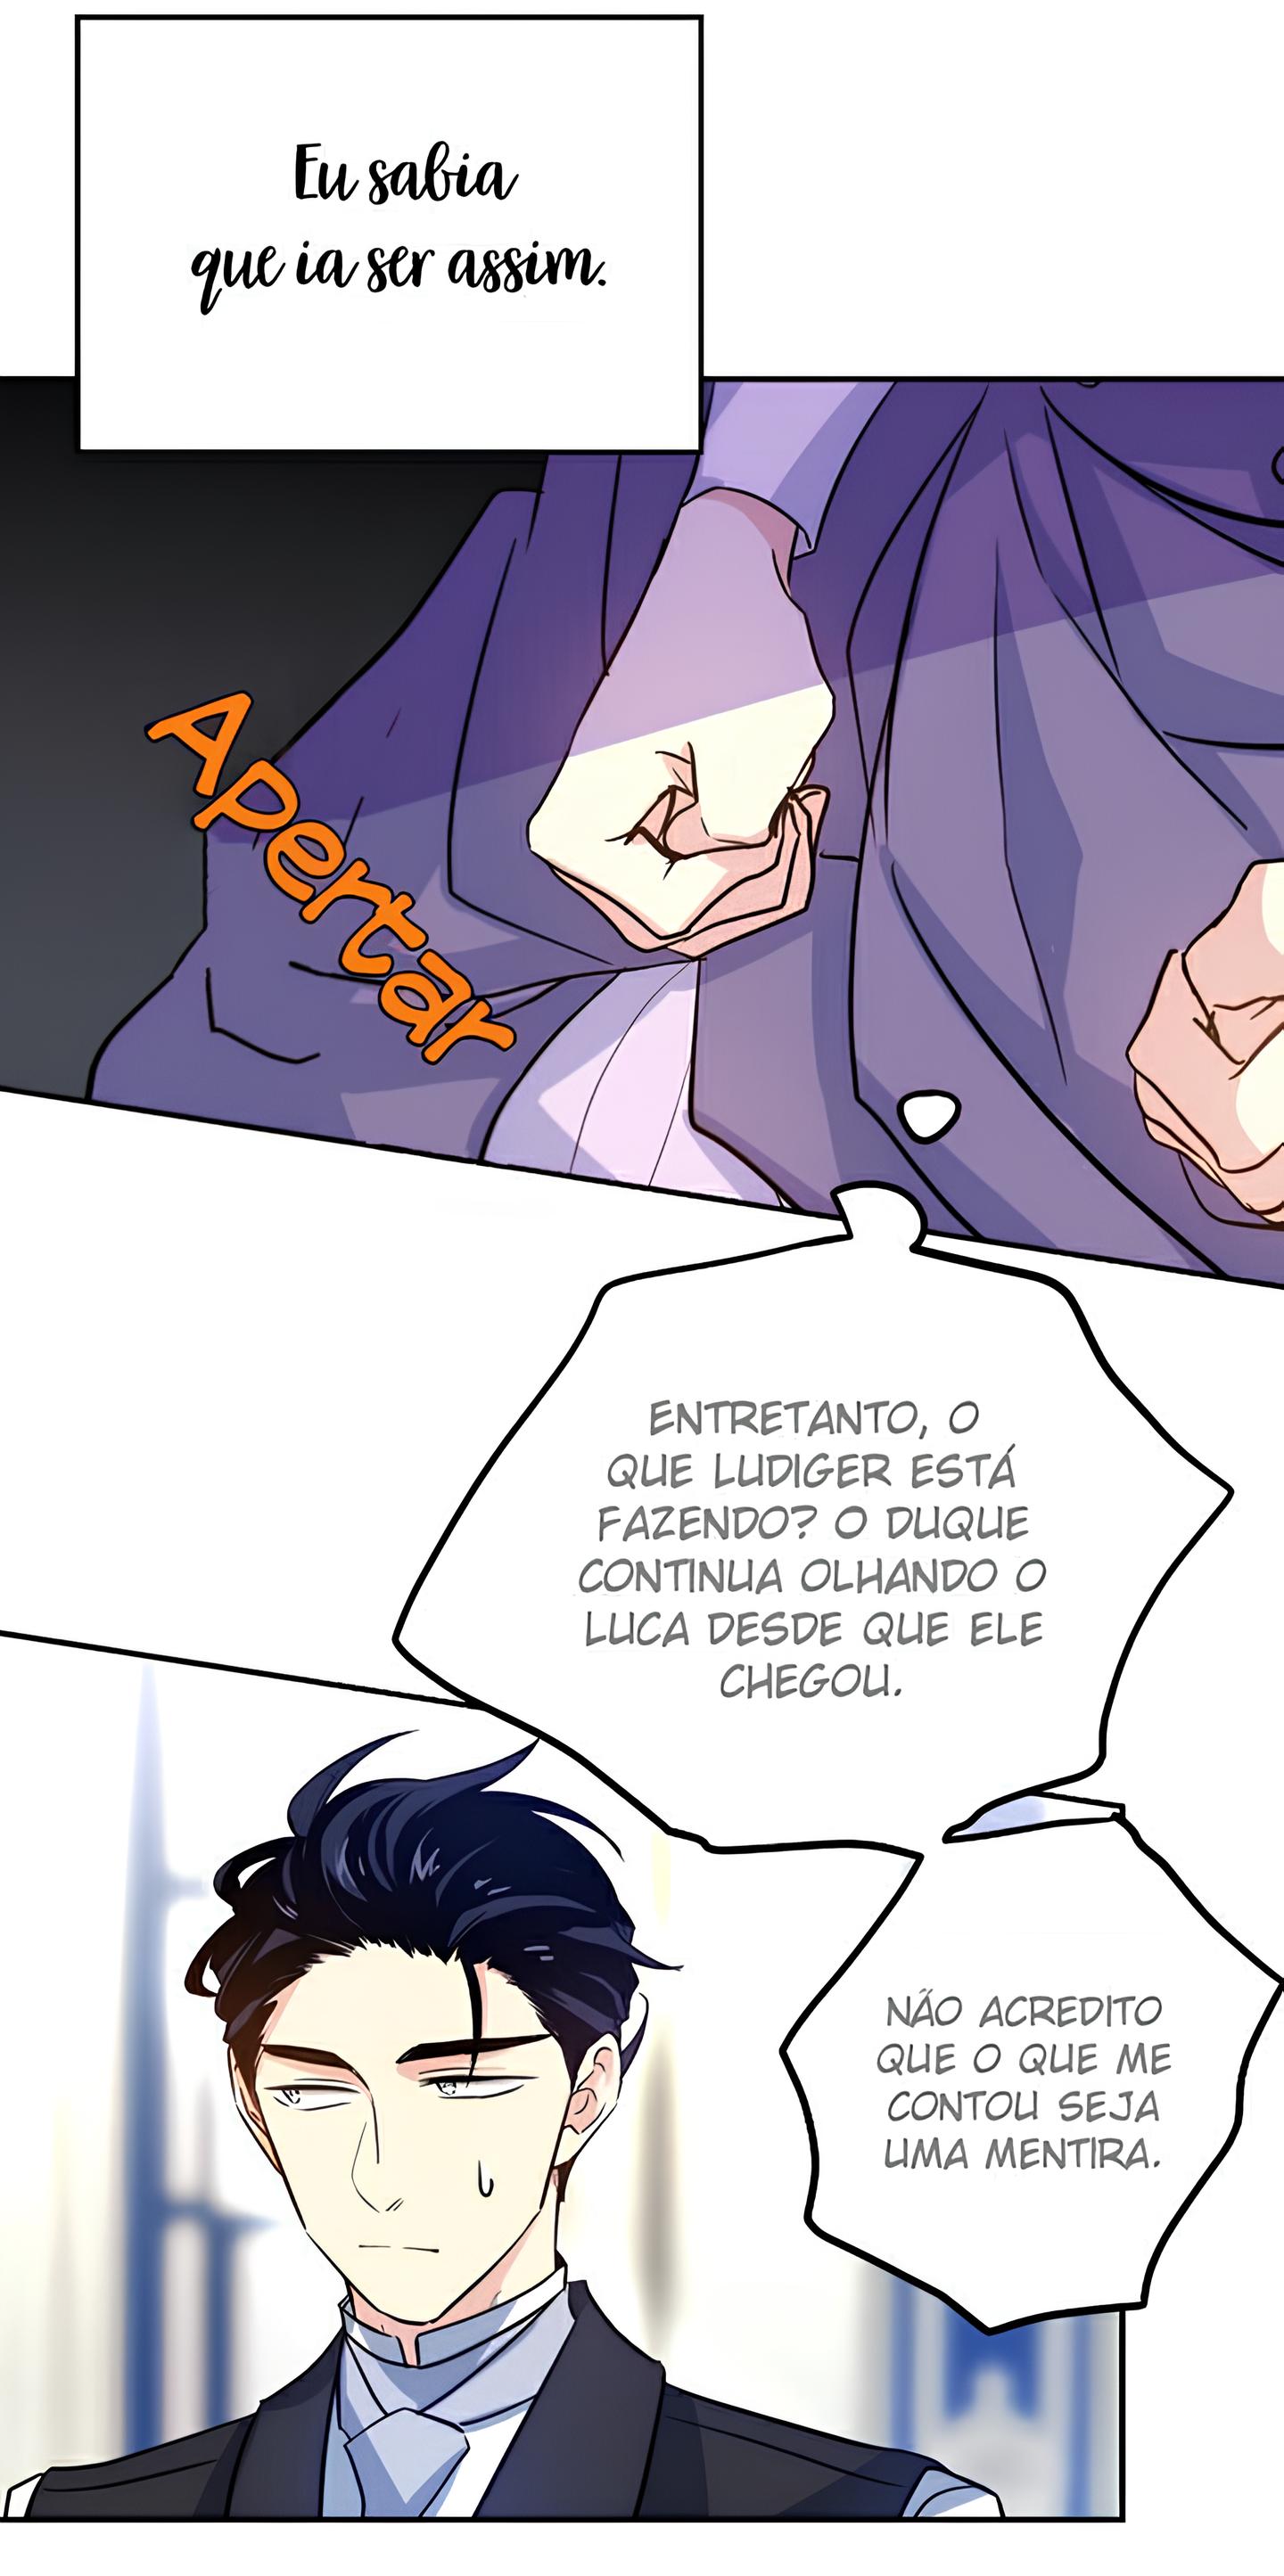 Eu sabia
que ia ser assim.
Apertar
ENTRETANTO, O
QUE LUDIGER ESTÁ
FAZENDO? O DUQUE
CONTINUA OLHANDO O
LUCA DESDE QUE ELE
CHEGOU.
NÃO ACREDITO
QUE O QUE ME
CONTOU SEJA
UMA MENTIRA.